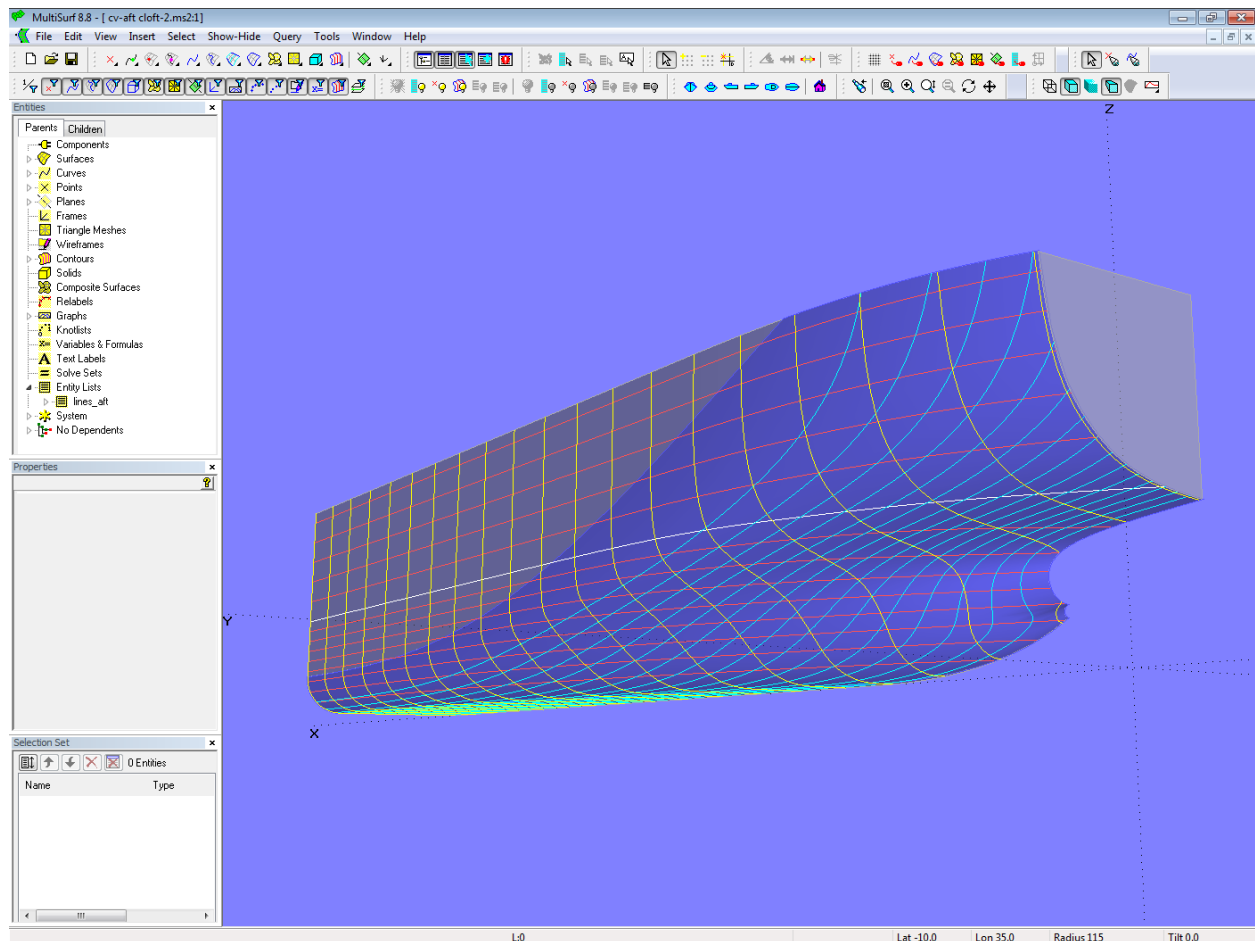 MultiSurf 8.8 - [ cv-aft cloft-2.ms2:1]
File Edit View Insert Select Show-Hide Query Tools Window Help
Entities
Parents Children
Components
Surfaces
Curves
Points
Planes
Frames
Triangle Meshes
Wireframes
Contours
Solids
Composite Surfaces
Relabels
Graphs
Knotlists
Variables & Formulas
Text Labels
Solve Sets
Entity Lists
lines_aft
System
No Dependents
Properties
Selection Set
0 Entities
Name Type
Z
Y
X
L:0 Lat -10.0 Lon 35.0 Radius 115 Tilt 0.0